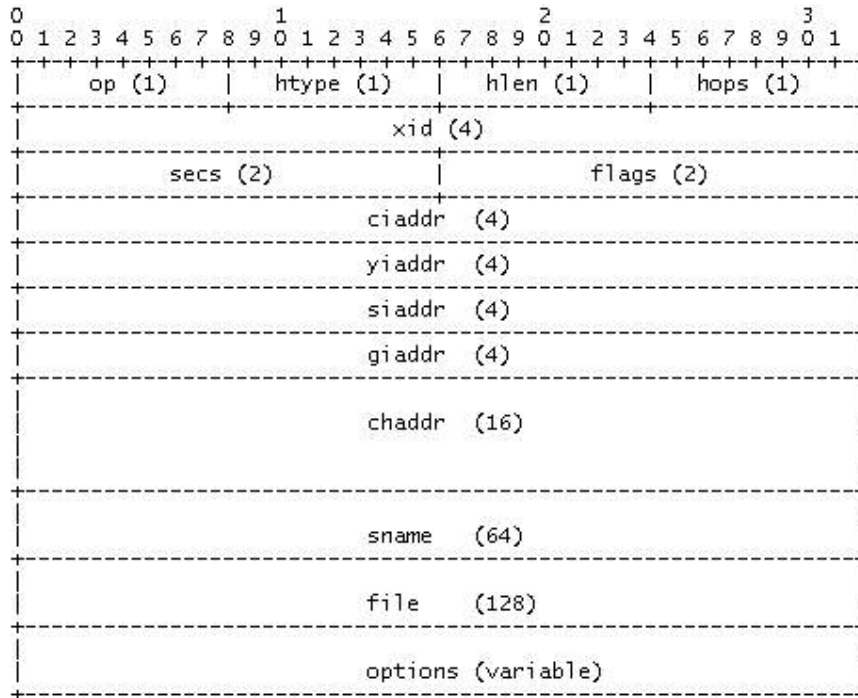 0 1 2 3
0 1 2 3 4 5 6 7 8 9 0 1 2 3 4 5 6 7 8 9 0 1 2 3 4 5 6 7 8 9 0 1
op (1) htype (1) hlen (1) hops (1)
xid (4)
secs (2) flags (2)
ciaddr (4)
yiaddr (4)
siaddr (4)
giaddr (4)
chaddr (16)
sname (64)
file (128)
options (variable)